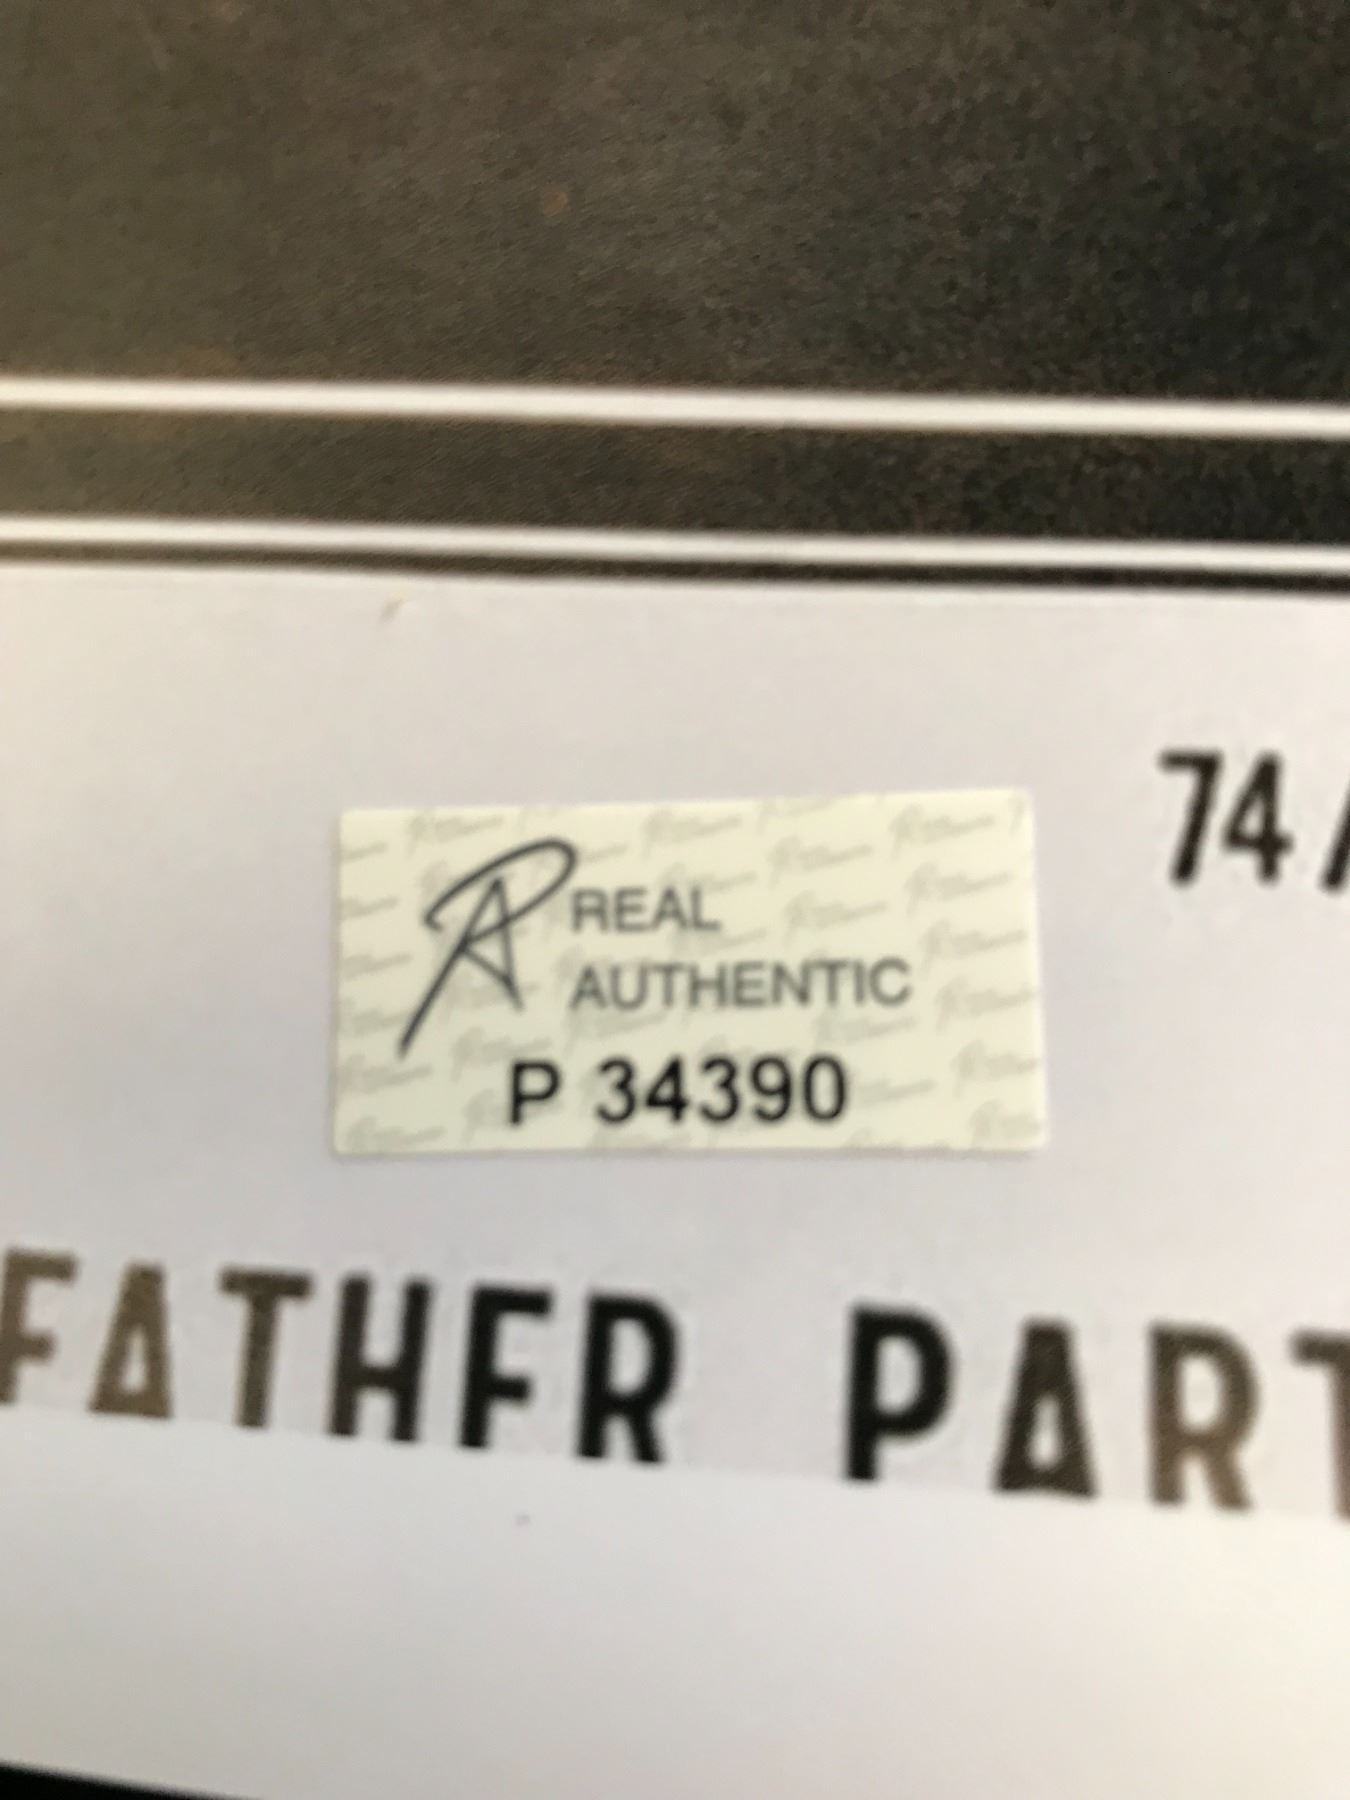 74/
REAL
AUTHENTIC
P 34390
FATHER PART